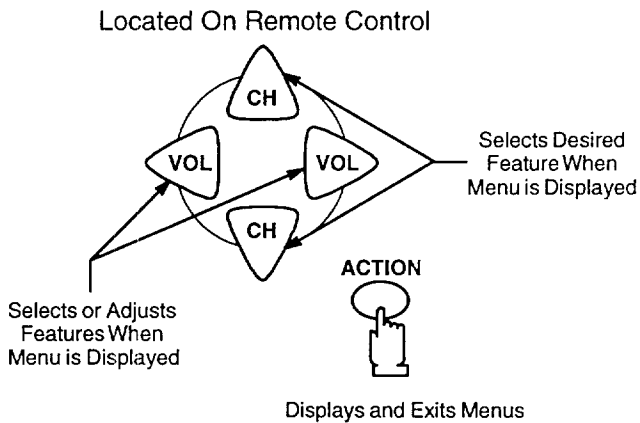 Located On Remote Control
CH
VOL
VOL
CH
Selects Desired
Feature When
Menu is Displayed
ACTION
Selects or Adjusts
Features When
Menu is Displayed
Displays and Exits Menus